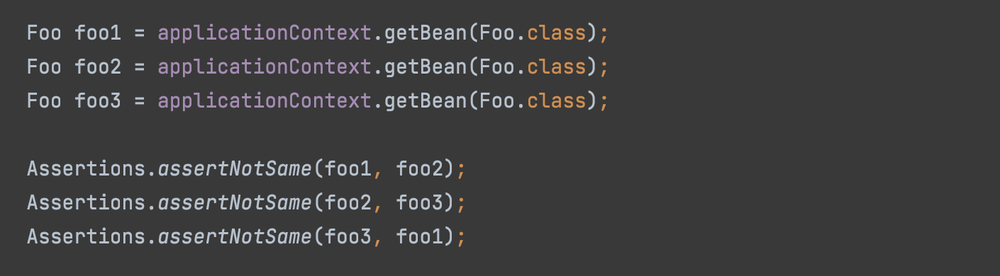 Foo foo1 = applicationContext.getBean(Foo.class);
Foo foo2 = applicationContext.getBean(Foo.class);
Foo foo3 = applicationContext.getBean(Foo.class);
Assertions.assertNotSame(foo1, foo2);
Assertions.assertNotSame(foo2, foo3);
Assertions.assertNotSame(foo3, foo1);